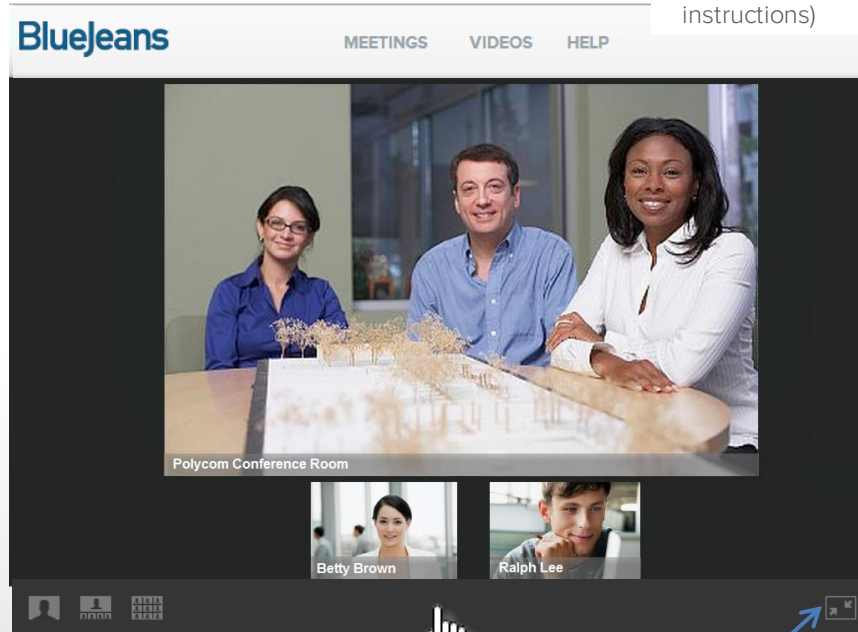 instructions)
BlueJeans
MEETINGS VIDEOS HELP
Polycom Conference Room
Betty Brown
Ralph Lee